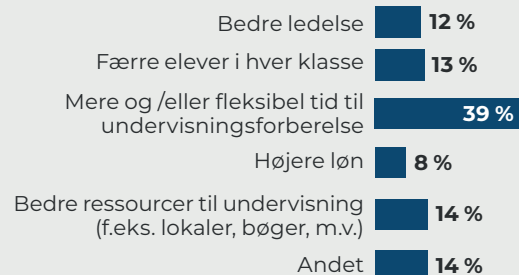 Bedre ledelse 12 %
Færre elever i hver klasse 13 %
Mere og /eller fleksibel tid til
undervisningsforberelse 39 %
Højere løn 8 %
Bedre ressourcer til undervisning
(f.eks. lokaler, bøger, m.v.) 14 %
Andet 14 %